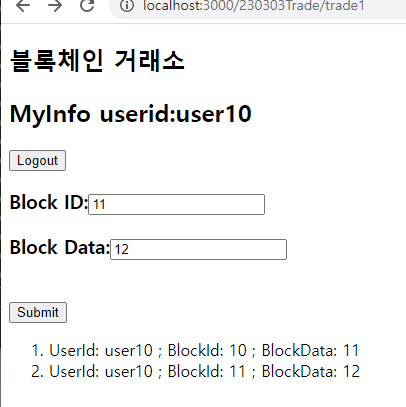 localhost:3000/230303Trade/trade1
블록체인 거래소
MyInfo userid:user10
Logout
Block ID: 11
Block Data: 12
Submit
1. UserId: user10 ; BlockId: 10 ; BlockData: 11
2. UserId: user10 ; BlockId: 11 ; BlockData: 12